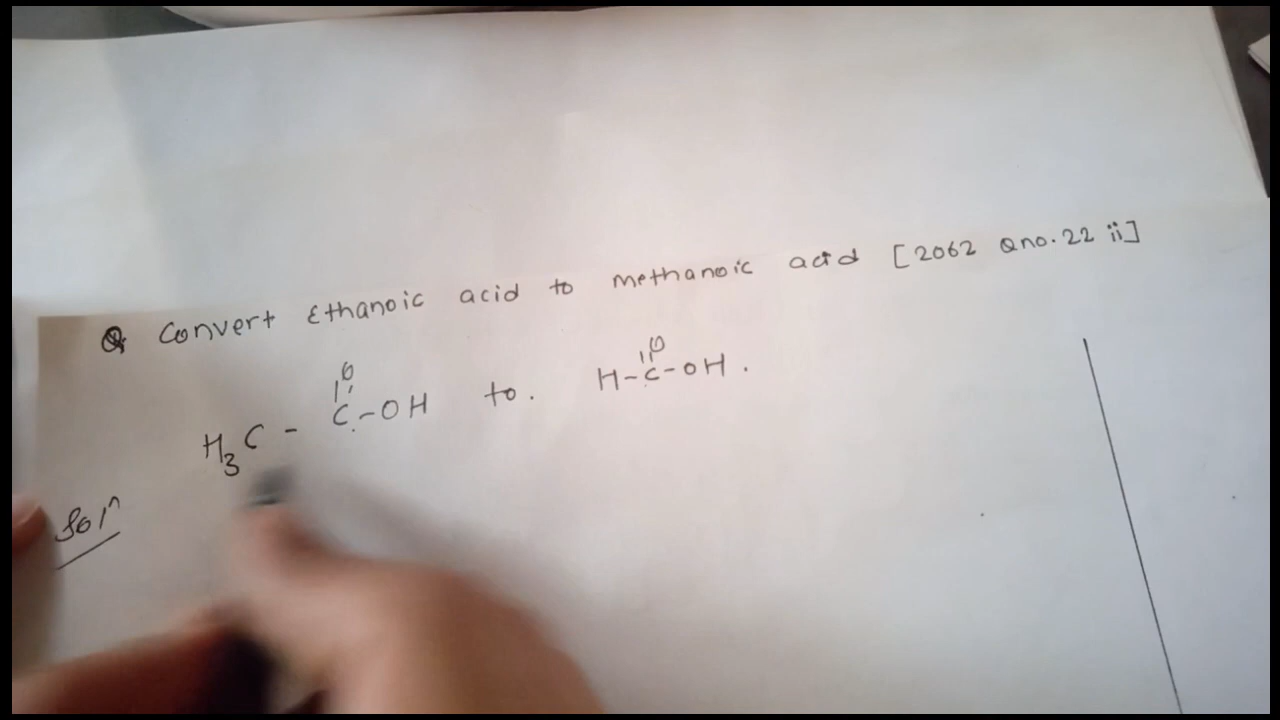 Q Convert Ethanoic acid to methanoic acid [2062 Qno. 22 ii]
O O
H3C - C-OH to. H-C-OH.
Soln